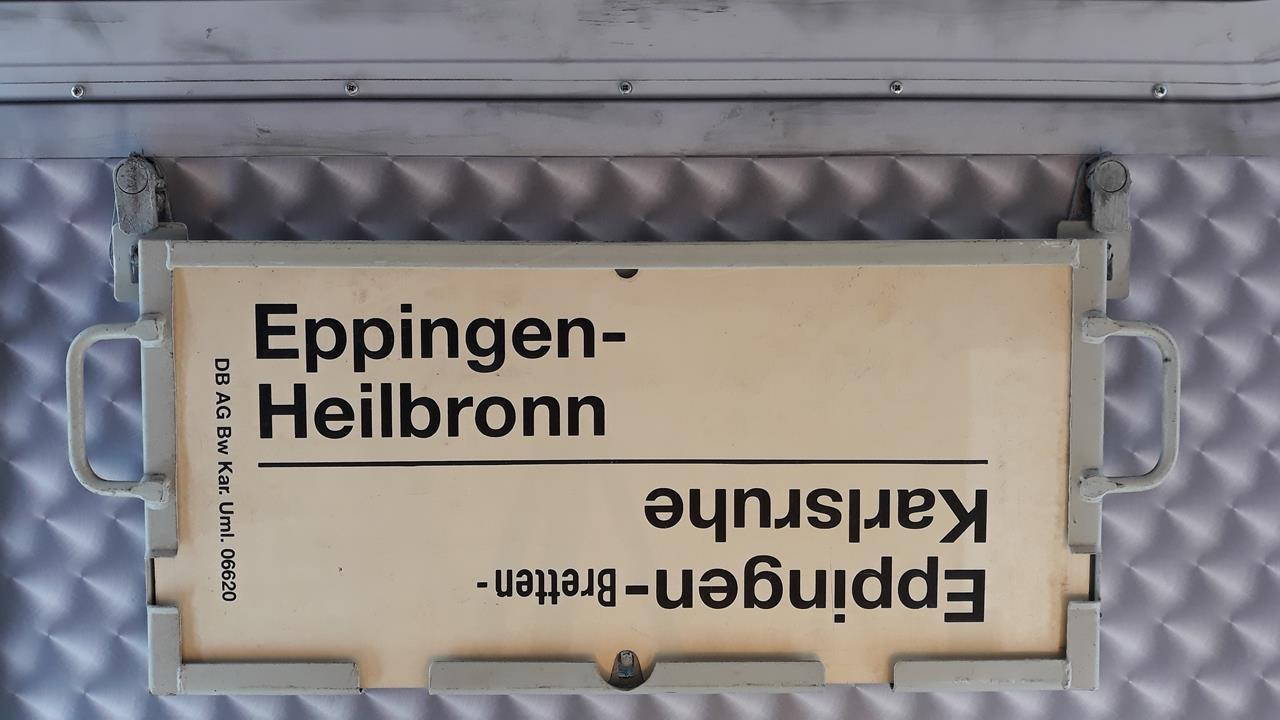 Eppingen-
Heilbronn
Eppingen-Bretten-
Karlsruhe
DB AG Bw Kar. Uml. 06620